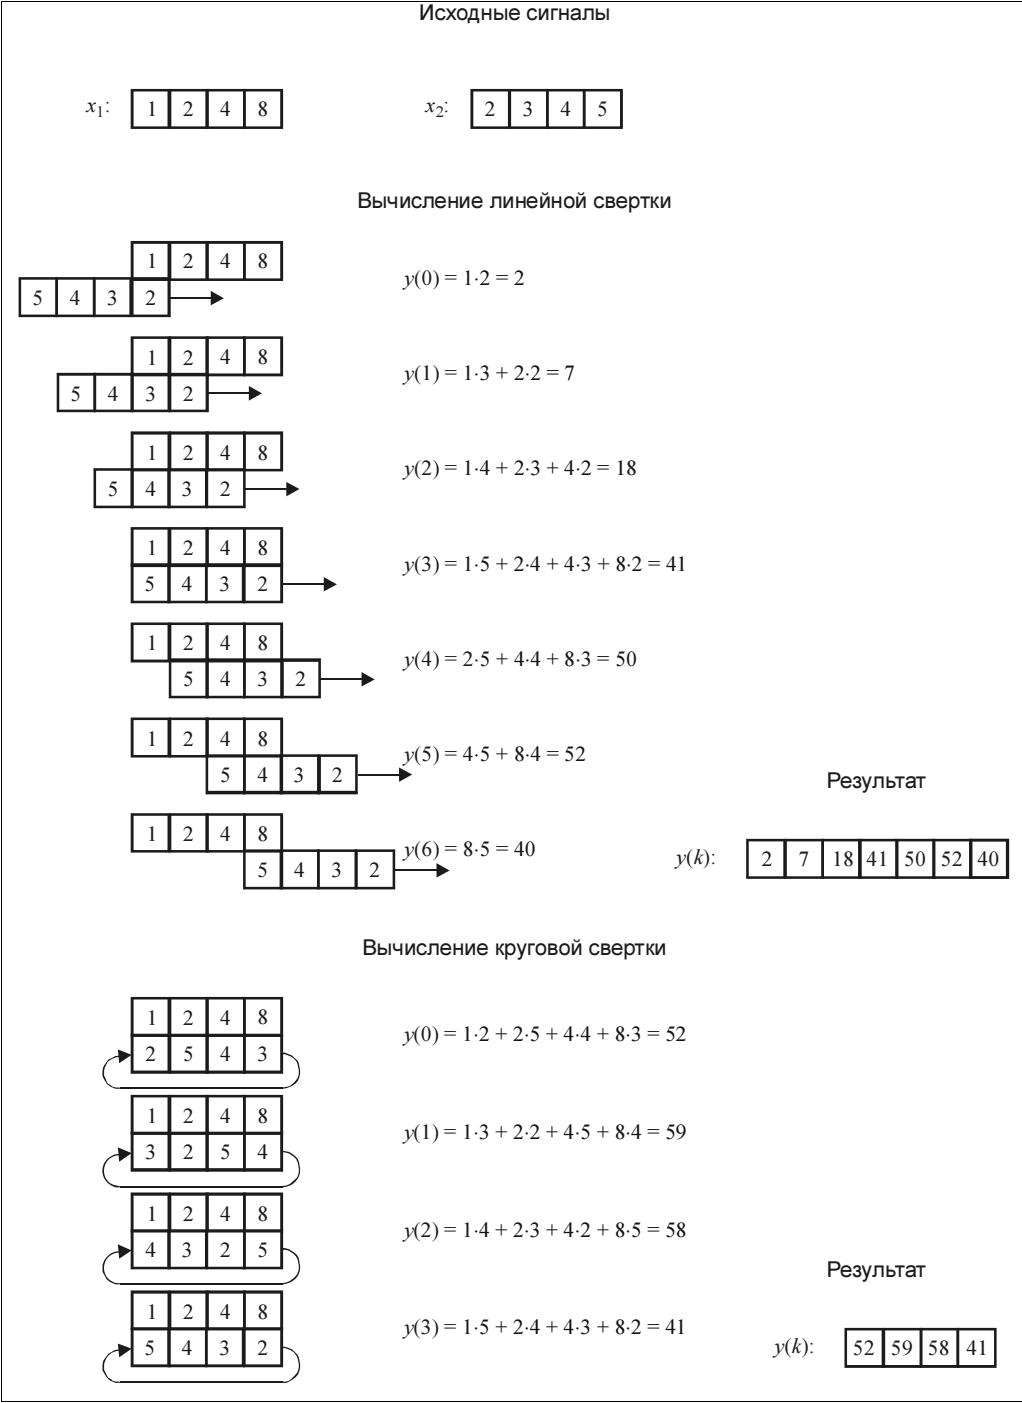 Исходные сигналы
x₁: 1 2 4 8 x₂: 2 3 4 5
Вычисление линейной свертки
1 2 4 8
5 4 3 2
y(0) = 1·2 = 2
1 2 4 8
5 4 3 2
y(1) = 1·3 + 2·2 = 7
1 2 4 8
5 4 3 2
y(2) = 1·4 + 2·3 + 4·2 = 18
1 2 4 8
5 4 3 2
y(3) = 1·5 + 2·4 + 4·3 + 8·2 = 41
1 2 4 8
5 4 3 2
y(4) = 2·5 + 4·4 + 8·3 = 50
1 2 4 8
5 4 3 2
y(5) = 4·5 + 8·4 = 52
1 2 4 8
5 4 3 2
y(6) = 8·5 = 40
Результат
y(k): 2 7 18 41 50 52 40
Вычисление круговой свертки
1 2 4 8
2 5 4 3
y(0) = 1·2 + 2·5 + 4·4 + 8·3 = 52
1 2 4 8
3 2 5 4
y(1) = 1·3 + 2·2 + 4·5 + 8·4 = 59
1 2 4 8
4 3 2 5
y(2) = 1·4 + 2·3 + 4·2 + 8·5 = 58
1 2 4 8
5 4 3 2
y(3) = 1·5 + 2·4 + 4·3 + 8·2 = 41
Результат
y(k): 52 59 58 41